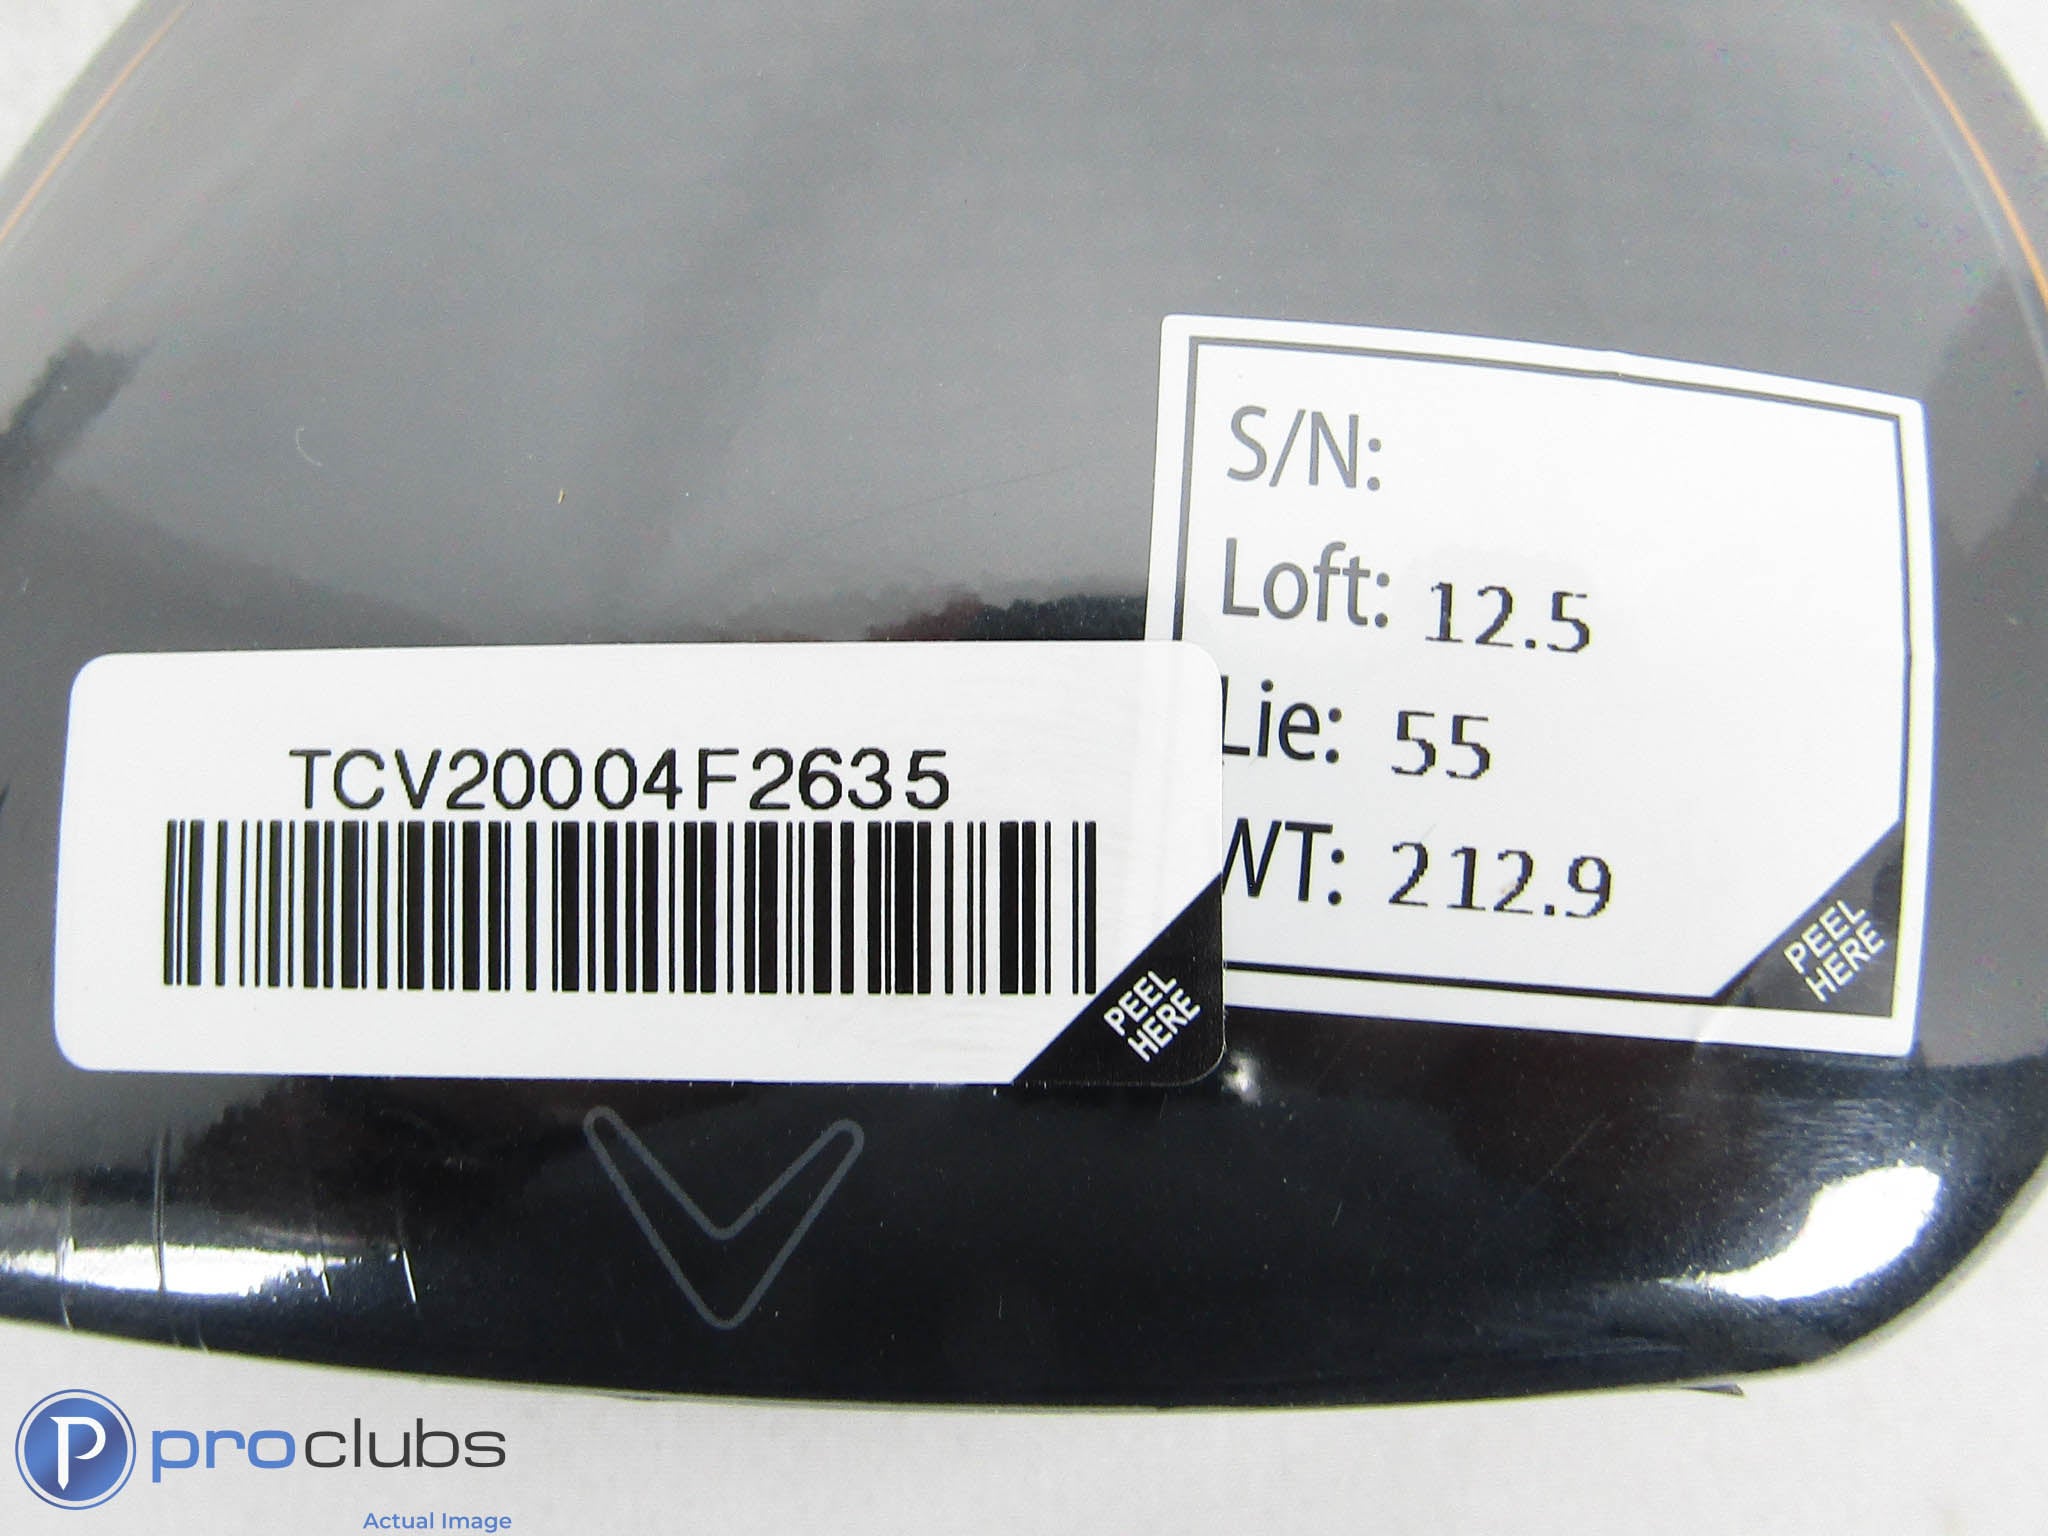 S/N:
Loft: 12.5
Lie: 55
WT: 212.9
PEEL
HERE
TCV20004F2635
PEEL
HERE
P proclubs
Actual Image